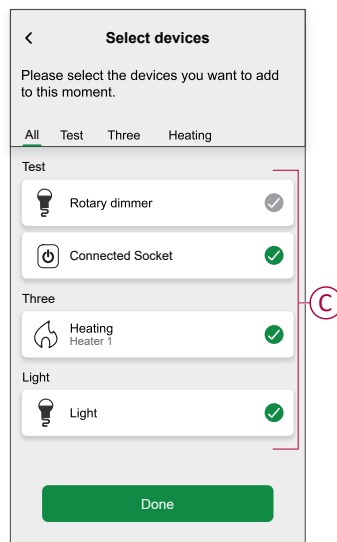 Select devices
Please select the devices you want to add
to this moment.
All Test Three Heating
Test
Rotary dimmer
Connected Socket
Three
Heating
Heater 1
C
Light
Light
Done